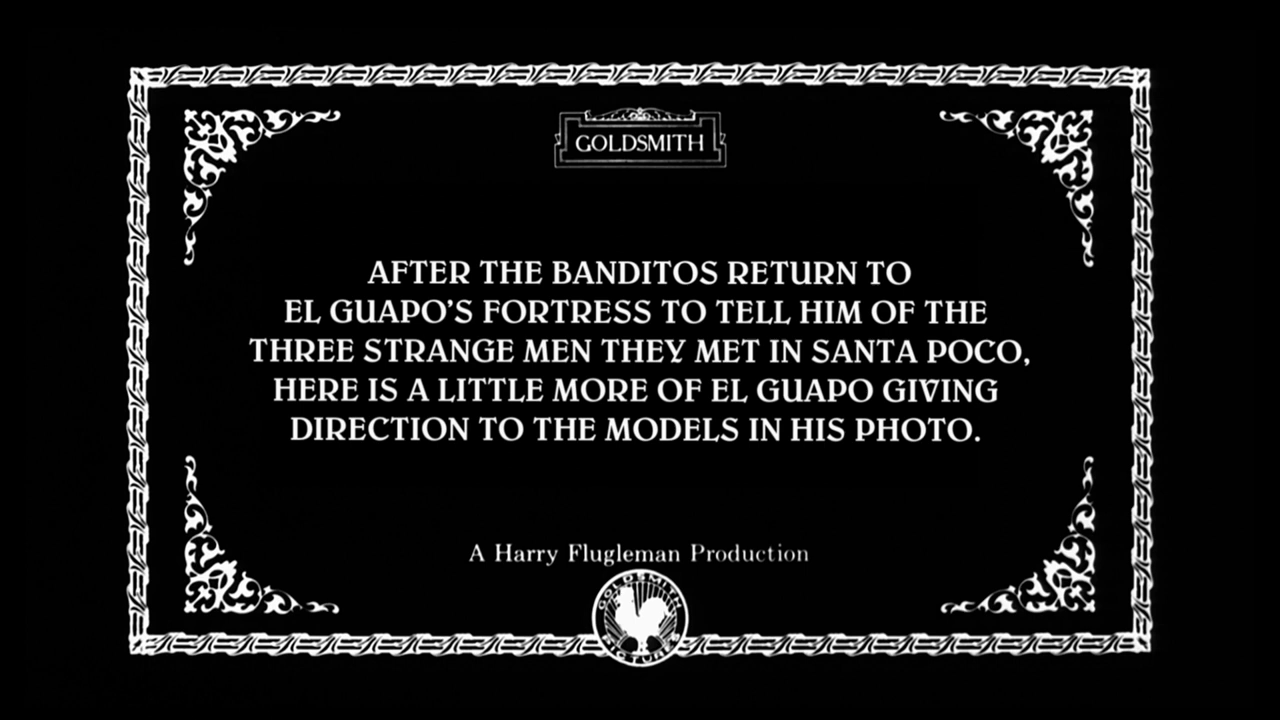 GOLDSMITH
AFTER THE BANDITOS RETURN TO
EL GUAPO'S FORTRESS TO TELL HIM OF THE
THREE STRANGE MEN THEY MET IN SANTA POCO,
HERE IS A LITTLE MORE OF EL GUAPO GIVING
DIRECTION TO THE MODELS IN HIS PHOTO.
A Harry Flugleman Production
GOLDSMITH
PICTURES